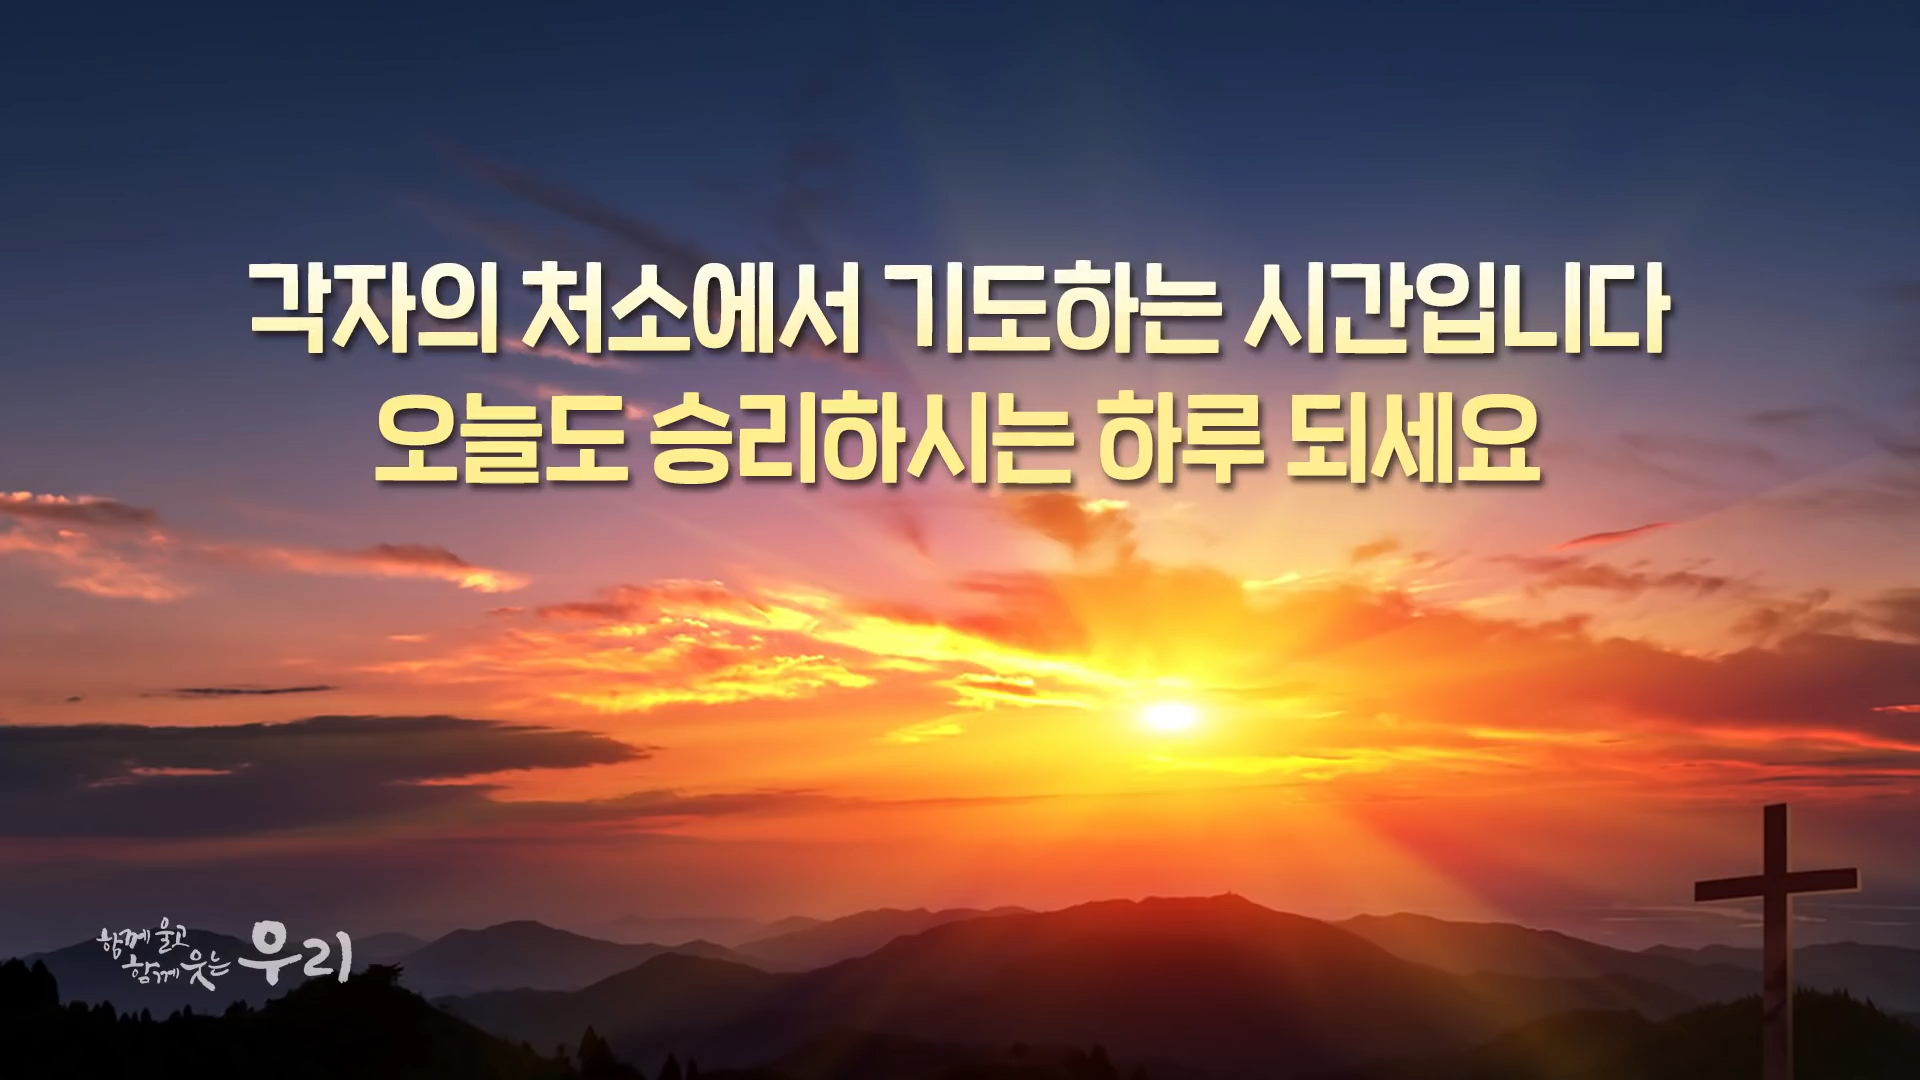 각자의 처소에서 기도하는 시간입니다
오늘도 승리하시는 하루 되세요
함께 울고
함께 웃는 우리